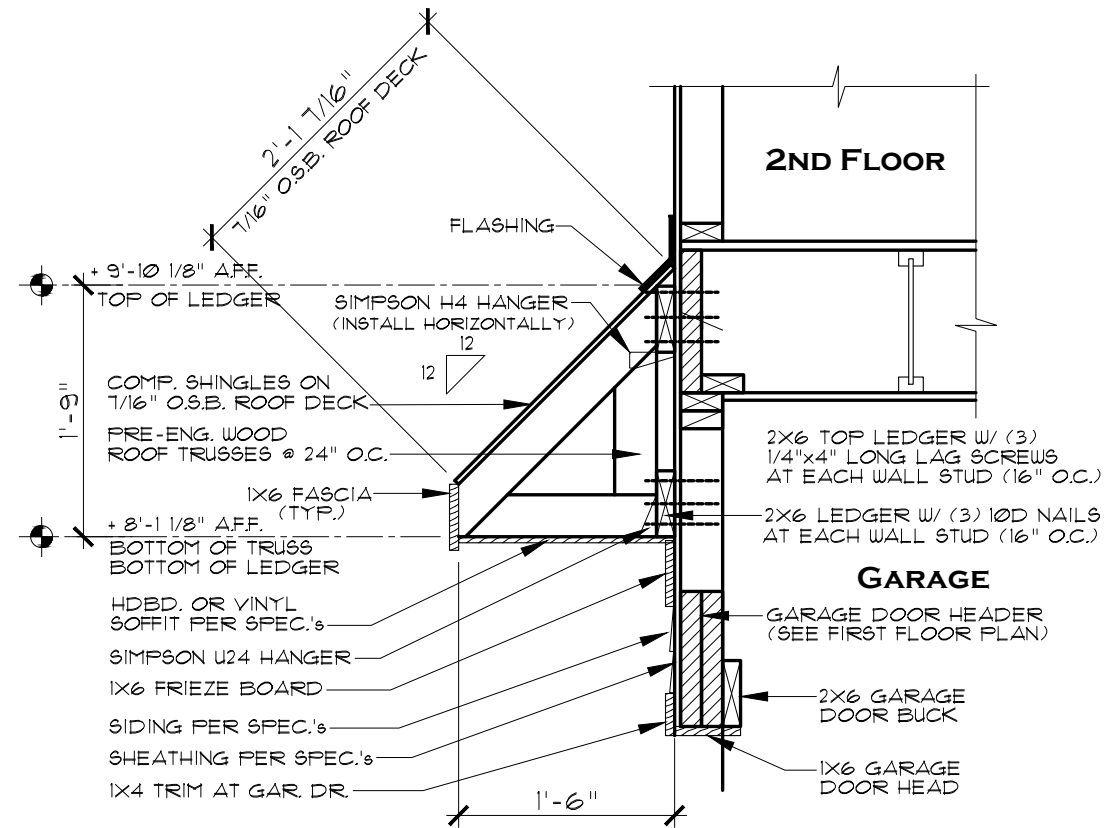 2'-1 7/16"
7/16" O.S.B. ROOF DECK
2ND FLOOR
FLASHING
+ 9'-10 1/8" A.F.F.
TOP OF LEDGER
SIMPSON H4 HANGER
(INSTALL HORIZONTALLY)
12
12
1'-9"
COMP. SHINGLES ON
7/16" O.S.B. ROOF DECK
PRE-ENG. WOOD
ROOF TRUSSES @ 24" O.C.
1X6 FASCIA
(TYP.)
+ 8'-1 1/8" A.F.F.
BOTTOM OF TRUSS
BOTTOM OF LEDGER
HDBD. OR VINYL
SOFFIT PER SPEC.'s
SIMPSON U24 HANGER
1X6 FRIEZE BOARD
SIDING PER SPEC.'s
SHEATHING PER SPEC.'s
1X4 TRIM AT GAR. DR.
1'-6"
2X6 TOP LEDGER W/ (3)
1/4"x4" LONG LAG SCREWS
AT EACH WALL STUD (16" O.C.)
2X6 LEDGER W/ (3) 10D NAILS
AT EACH WALL STUD (16" O.C.)
GARAGE
GARAGE DOOR HEADER
(SEE FIRST FLOOR PLAN)
2X6 GARAGE
DOOR BUCK
1X6 GARAGE
DOOR HEAD